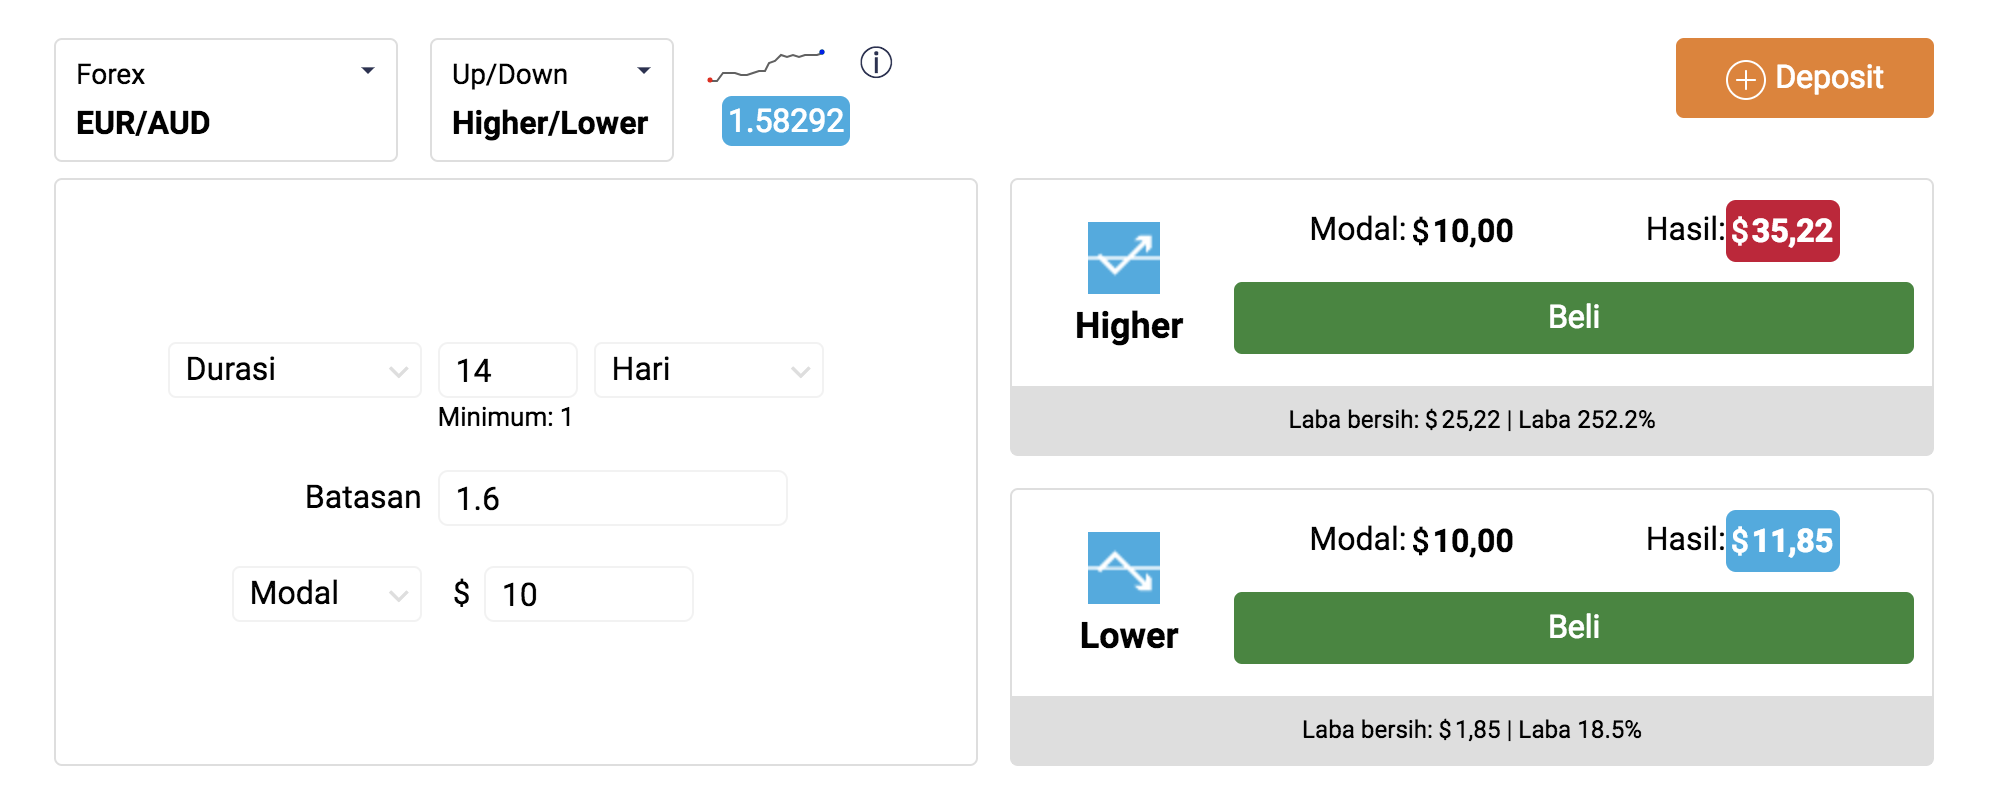 Forex
EUR/AUD
Up/Down
Higher/Lower
1.58292
Deposit
Durasi
14
Hari
Minimum: 1
Batasan
1.6
Modal
$
10
Modal: $10,00
Hasil: $35,22
Higher
Beli
Laba bersih: $25,22 | Laba 252.2%
Modal: $10,00
Hasil: $11,85
Lower
Beli
Laba bersih: $1,85 | Laba 18.5%